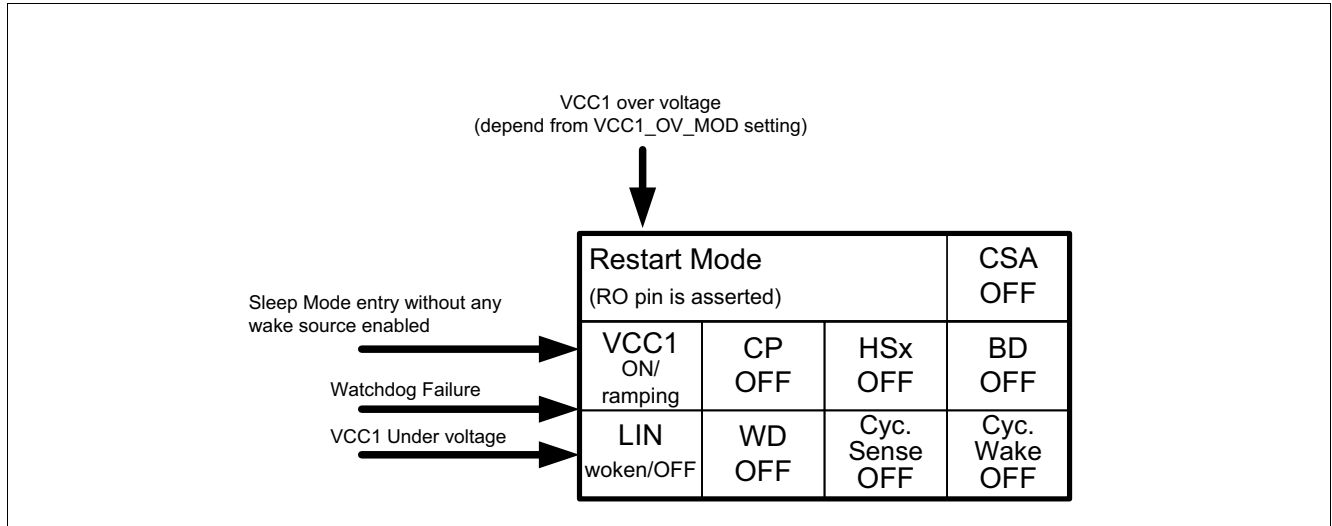 VCC1 over voltage
(depend from VCC1_OV_MOD setting)
Restart Mode
(RO pin is asserted)
CSA
OFF
Sleep Mode entry without any
wake source enabled
Watchdog Failure
VCC1 Under voltage
VCC1
ON/
ramping
CP
OFF
HSx
OFF
BD
OFF
LIN
woken/OFF
WD
OFF
Cyc.
Sense
OFF
Cyc.
Wake
OFF